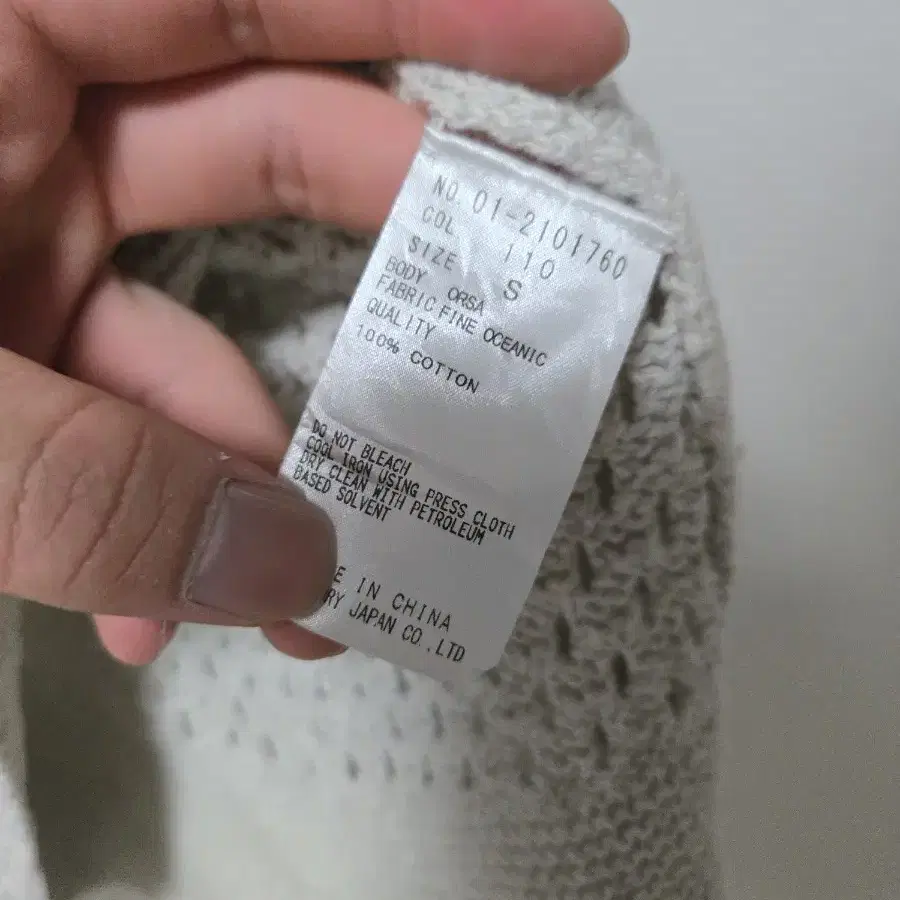 NO. 01-2101760
COL 110
SIZE S
BODY ORSA
FABRIC FINE OCEANIC
QUALITY
100% COTTON
DO NOT BLEACH
COOL IRON USING PRESS CLOTH
DRY CLEAN WITH PETROLEUM
BASED SOLVENT
IN CHINA
JAPAN CO.,LTD